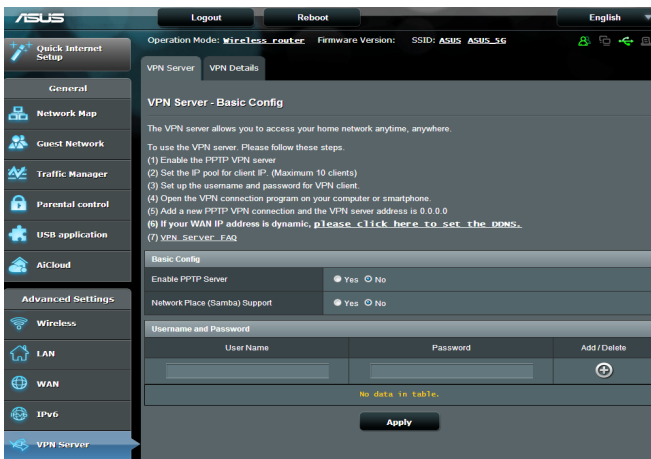 ASUS
Logout Reboot English
Operation Mode: Wireless router Firmware Version: SSID: ASUS ASUS_5G
Quick Internet
Setup
General
Network Map
Guest Network
Traffic Manager
Parental control
USB application
AiCloud
Advanced Settings
Wireless
LAN
WAN
IPv6
VPN Server
VPN Server VPN Details
VPN Server - Basic Config
The VPN server allows you to access your home network anytime, anywhere.
To use the VPN server. Please follow these steps.
(1) Enable the PPTP VPN server
(2) Set the IP pool for client IP. (Maximum 10 clients)
(3) Set up the username and password for VPN client.
(4) Open the VPN connection program on your computer or smartphone.
(5) Add a new PPTP VPN connection and the VPN server address is 0.0.0.0
(6) If your WAN IP address is dynamic, please click here to set the DDNS.
(7) VPN Server FAQ
Basic Config
Enable PPTP Server Yes No
Network Place (Samba) Support Yes No
Username and Password
User Name Password Add / Delete
No data in table.
Apply